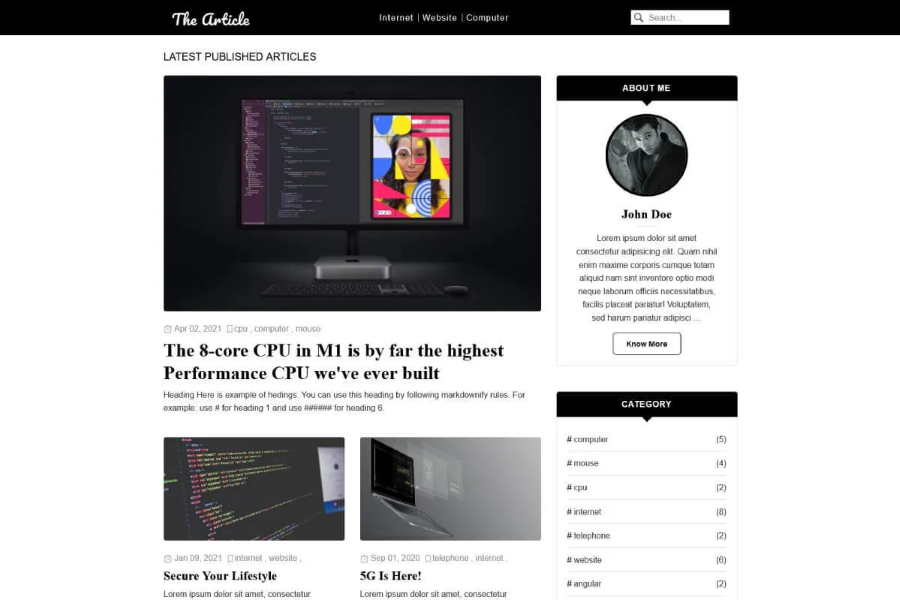 The Article
Internet | Website | Computer
Search...
LATEST PUBLISHED ARTICLES
Apr 02, 2021 cpu , computer , mouse
The 8-core CPU in M1 is by far the highest
Performance CPU we've ever built
Heading Here is example of hedings. You can use this heading by following markdownify rules. For
example: use # for heading 1 and use ###### for heading 6.
Jan 09, 2021 internet , website ,
Secure Your Lifestyle
Lorem ipsum dolor sit amet, consectetur
Sep 01, 2020 telephone , internet ,
5G Is Here!
Lorem ipsum dolor sit amet, consectetur
ABOUT ME
John Doe
Lorem ipsum dolor sit amet
consectetur adipisicing elit. Quam nihil
enim maxime corporis cumque totam
aliquid nam sint inventore optio modi
neque laborum officiis necessitatibus,
facilis placeat pariatur! Voluptatem,
sed harum pariatur adipisci ...
Know More
CATEGORY
# computer (5)
# mouse (4)
# cpu (2)
# internet (8)
# telephone (2)
# website (6)
# angular (2)